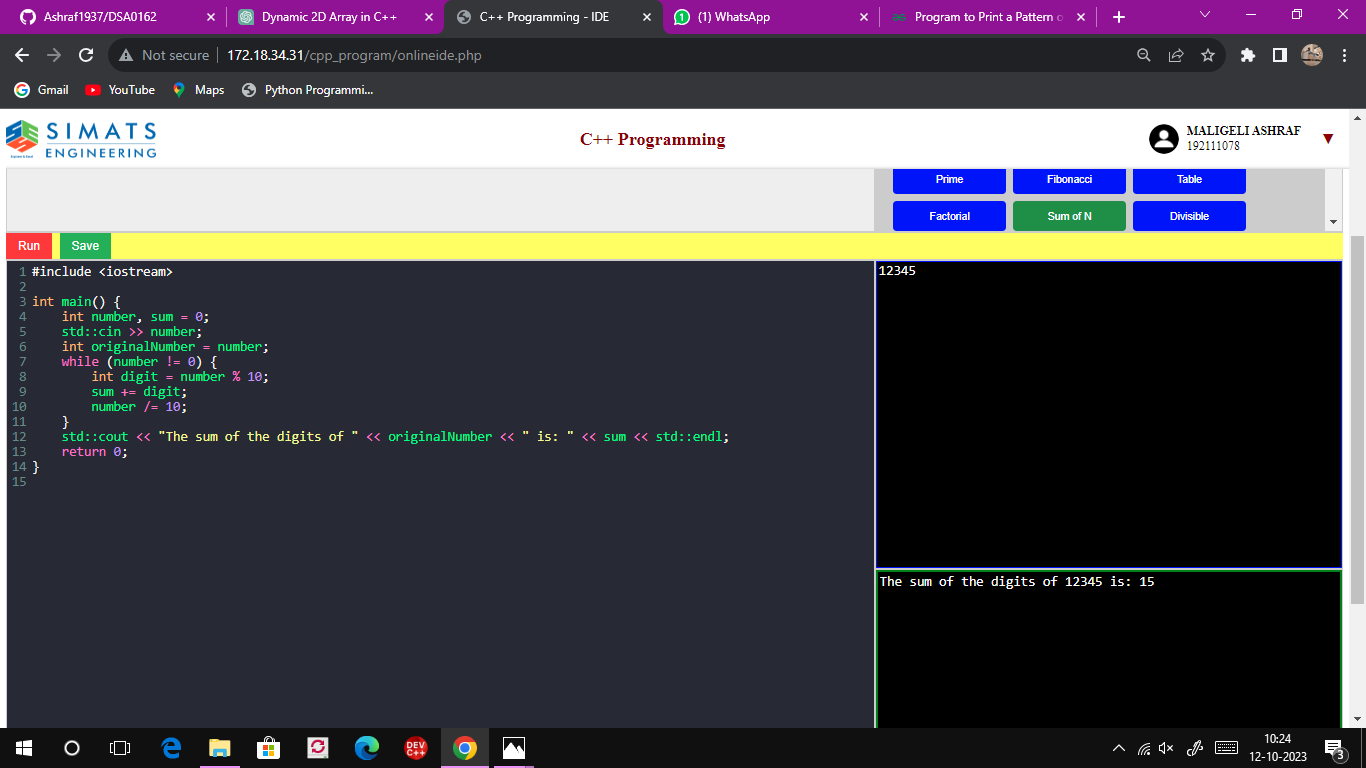 Ashraf1937/DSA0162
Dynamic 2D Array in C++
C++ Programming - IDE
(1) WhatsApp
Program to Print a Pattern o
Not secure
172.18.34.31/cpp_program/onlineide.php
Gmail
YouTube
Maps
Python Programmi...
SIMATS
ENGINEERING
C++ Programming
MALIGELI ASHRAF
192111078
Prime
Fibonacci
Table
Factorial
Sum of N
Divisible
Run
Save
1 #include <iostream>
2
3 int main() {
4     int number, sum = 0;
5     std::cin >> number;
6     int originalNumber = number;
7     while (number != 0) {
8         int digit = number % 10;
9         sum += digit;
10         number /= 10;
11     }
12     std::cout << "The sum of the digits of " << originalNumber << " is: " << sum << std::endl;
13     return 0;
14 }
15
12345
The sum of the digits of 12345 is: 15
DEV
C++
10:24
12-10-2023
3